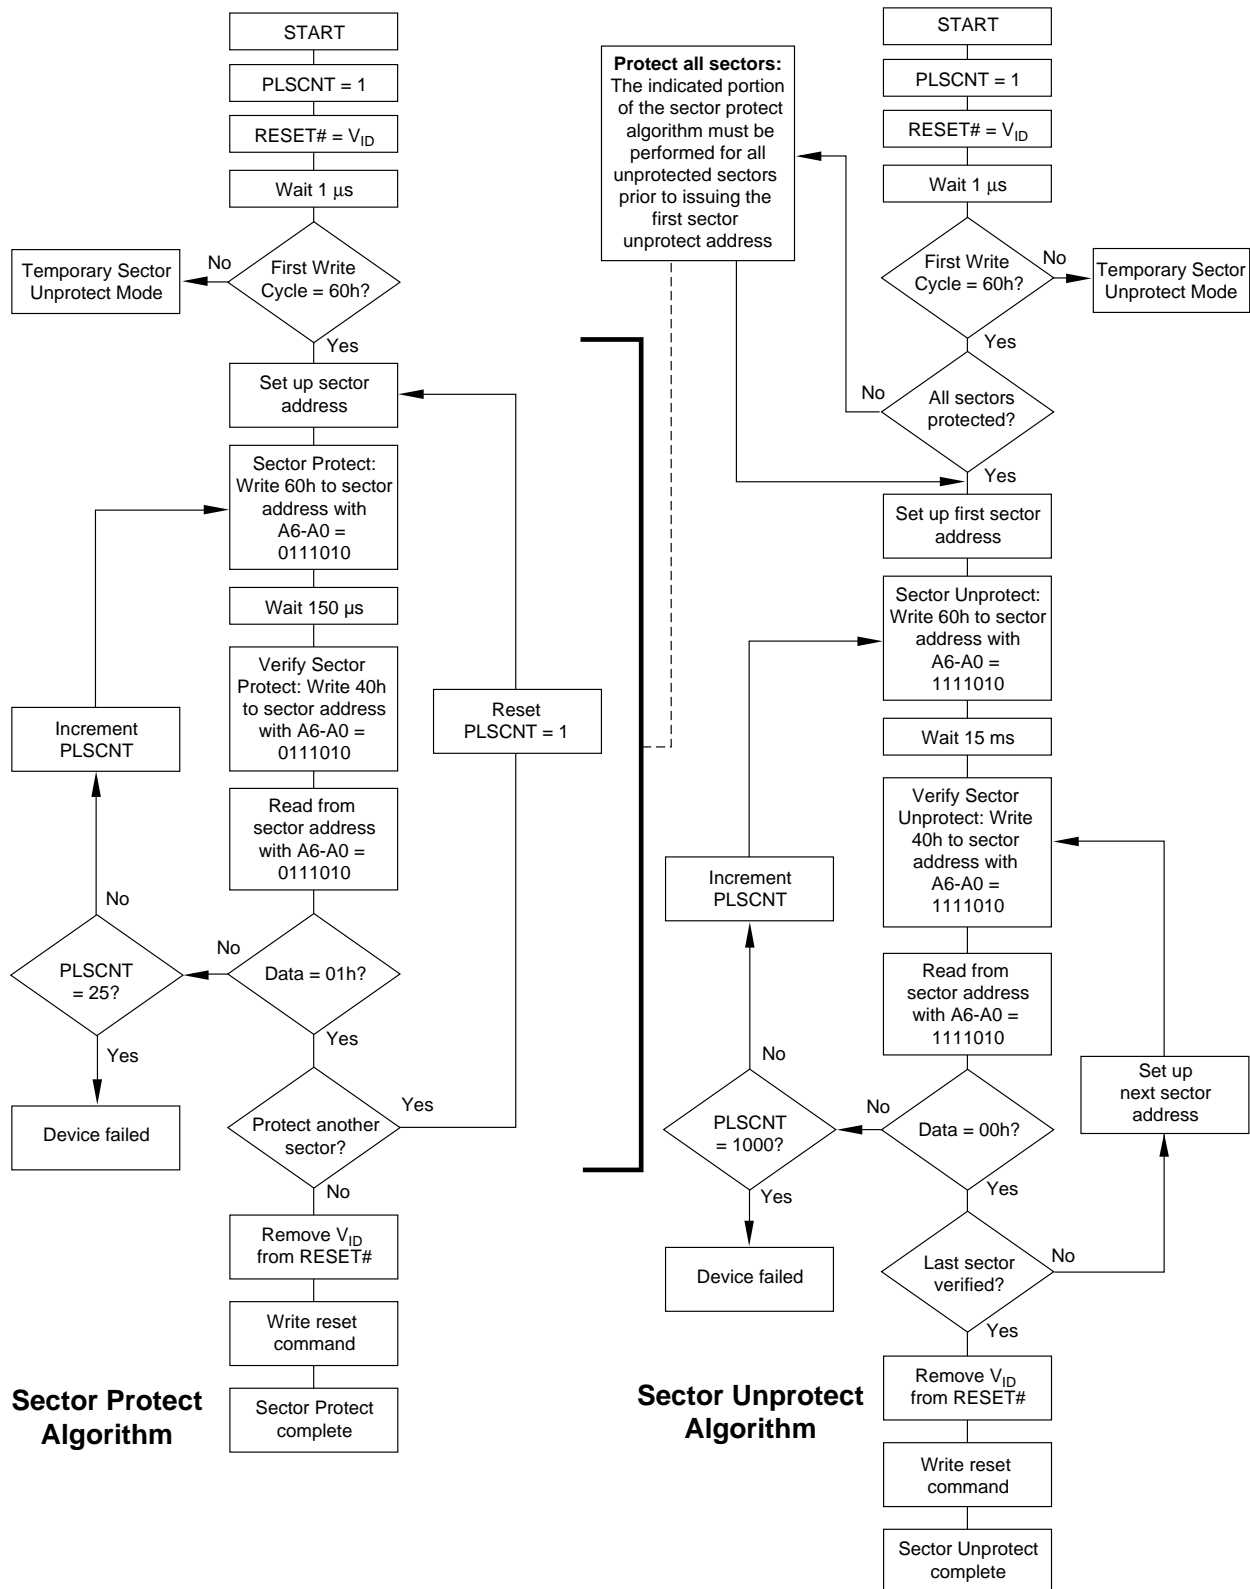 START
PLSCNT = 1
RESET# = VID
Wait 1 μs
First Write
Cycle = 60h?
No
Temporary Sector
Unprotect Mode
Yes
Set up sector
address
Sector Protect:
Write 60h to sector
address with
A6-A0 =
0111010
Wait 150 µs
Verify Sector
Protect: Write 40h
to sector address
with A6-A0 =
0111010
Reset
PLSCNT = 1
Increment
PLSCNT
Read from
sector address
with A6-A0 =
0111010
No
PLSCNT
= 25?
No
Data = 01h?
Yes
Yes
Device failed
Protect another
sector?
Yes
No
Remove VID
from RESET#
Write reset
command
Sector Protect
complete
Sector Protect
Algorithm
Protect all sectors:
The indicated portion
of the sector protect
algorithm must be
performed for all
unprotected sectors
prior to issuing the
first sector
unprotect address
START
PLSCNT = 1
RESET# = VID
Wait 1 μs
First Write
Cycle = 60h?
No
Temporary Sector
Unprotect Mode
Yes
No
All sectors
protected?
Yes
Set up first sector
address
Sector Unprotect:
Write 60h to sector
address with
A6-A0 =
1111010
Wait 15 ms
Verify Sector
Unprotect: Write
40h to sector
address with
A6-A0 =
1111010
Increment
PLSCNT
Read from
sector address
with A6-A0 =
1111010
No
Set up
next sector
address
PLSCNT
= 1000?
No
Data = 00h?
Yes
Yes
Device failed
Last sector
verified?
No
Yes
Remove VID
from RESET#
Write reset
command
Sector Unprotect
complete
Sector Unprotect
Algorithm